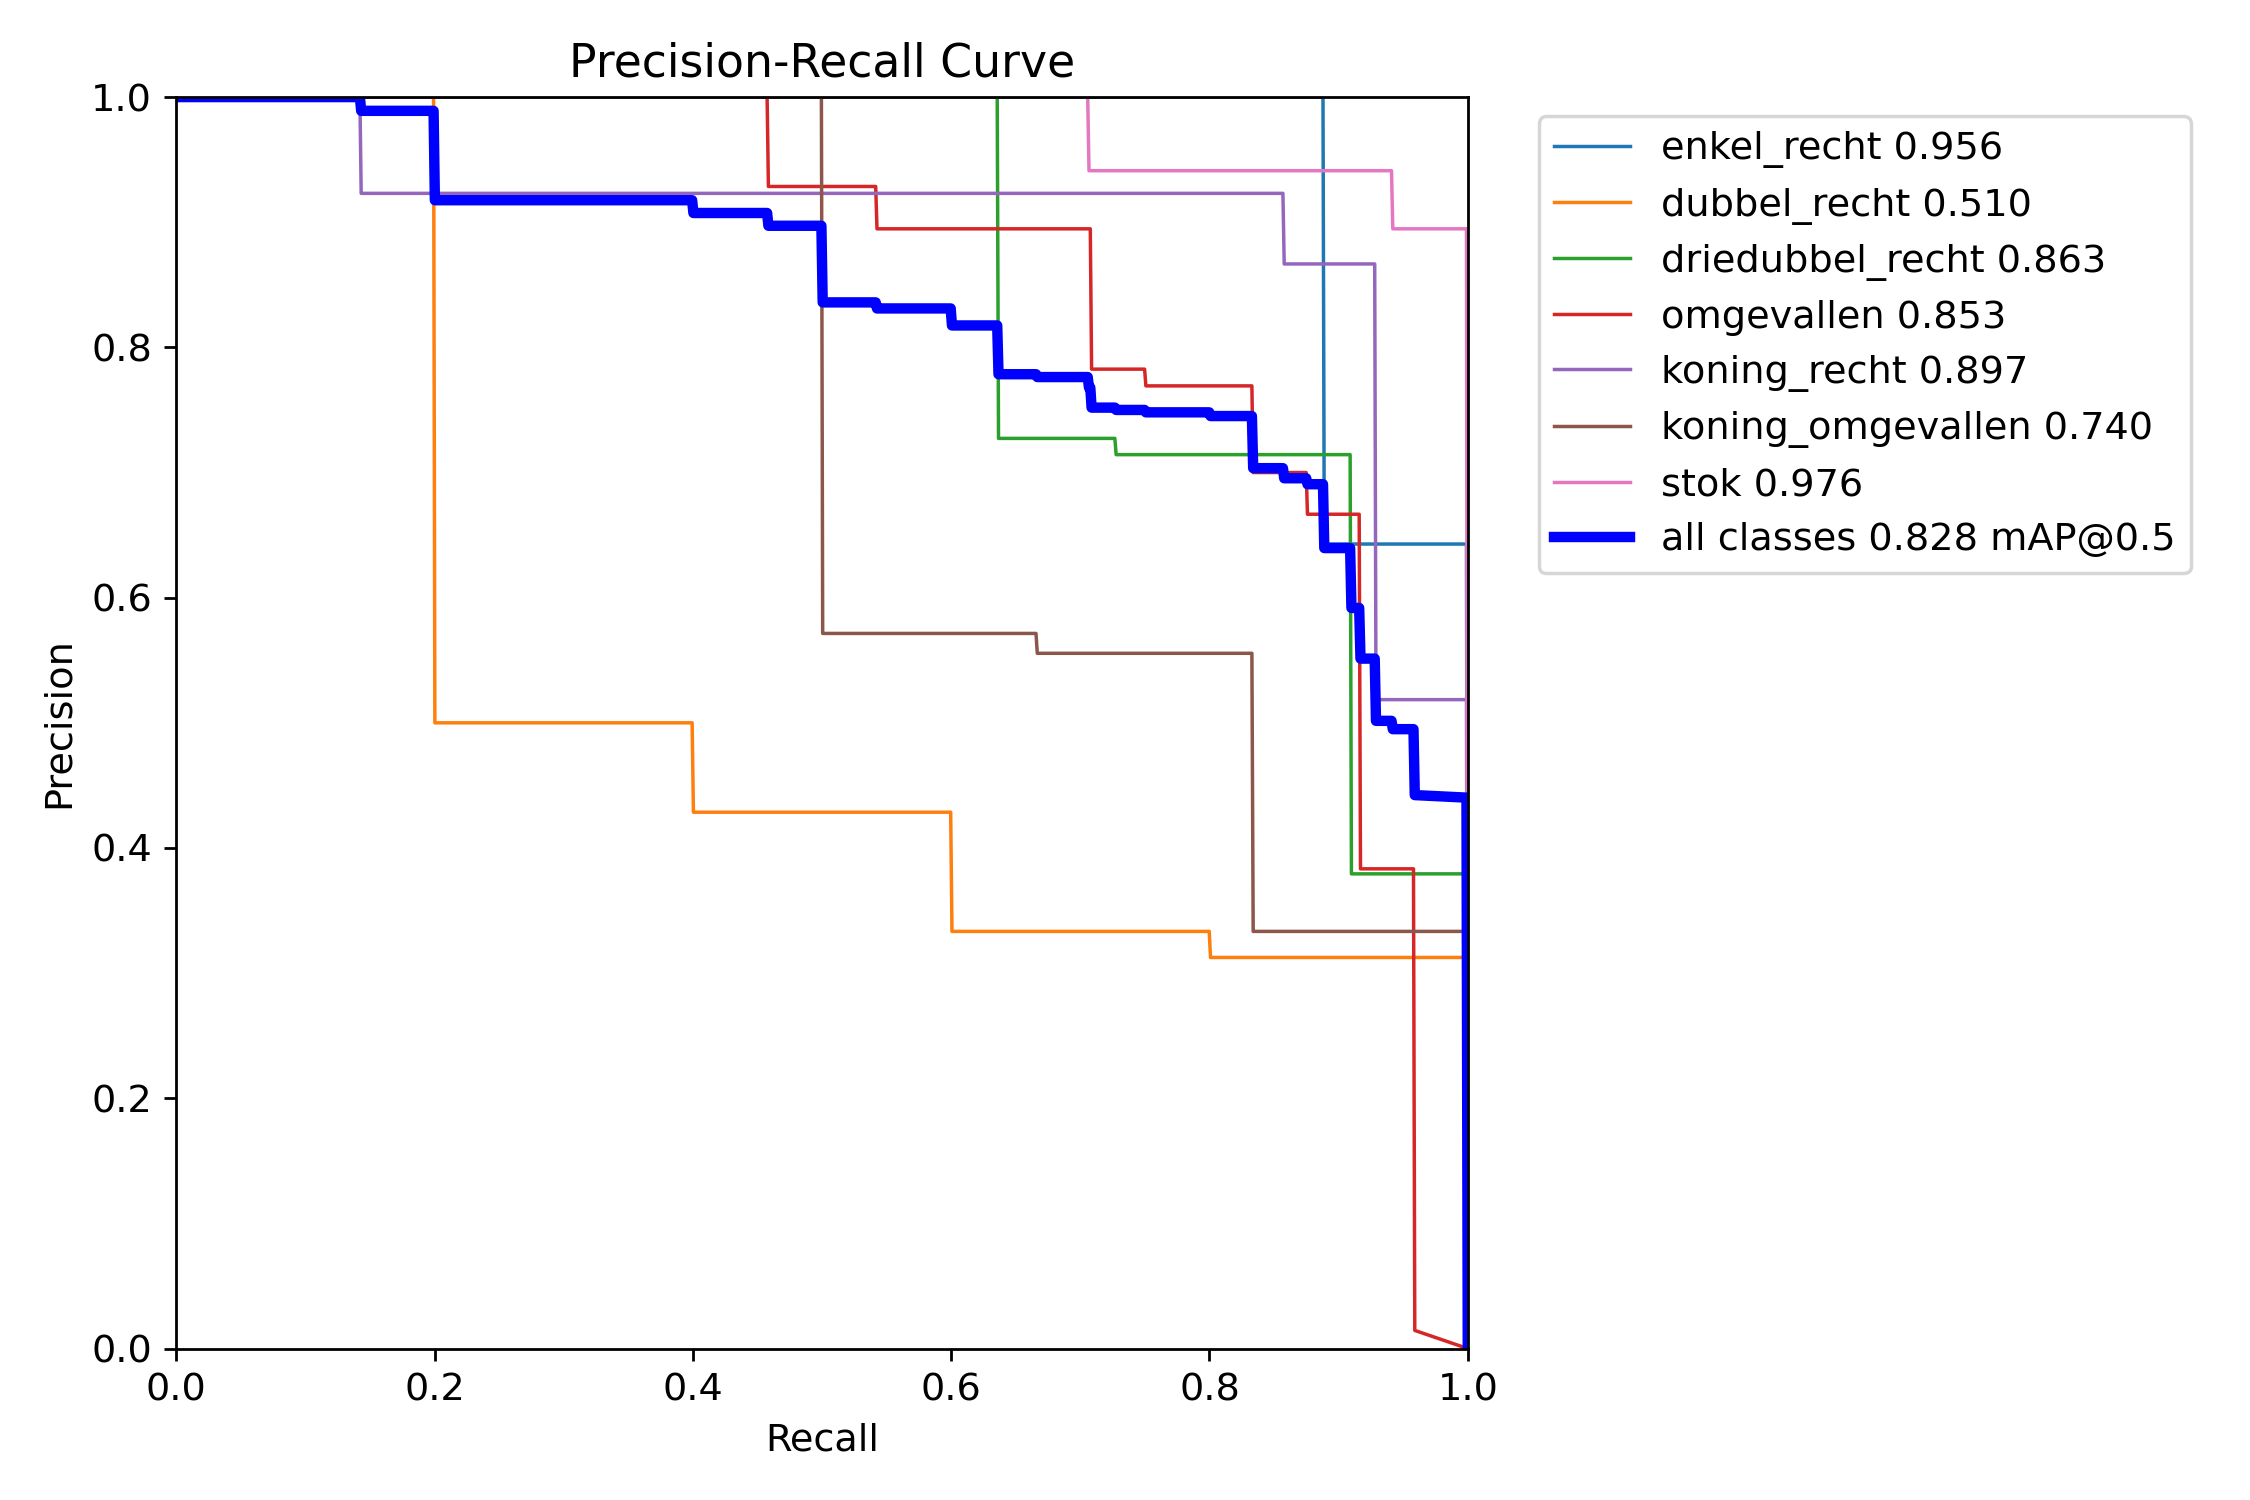 Precision-Recall Curve
1.0
0.8
0.6
0.4
0.2
0.0
Precision
0.0 0.2 0.4 0.6 0.8 1.0
Recall
enkel_recht 0.956
dubbel_recht 0.510
driedubbel_recht 0.863
omgevallen 0.853
koning_recht 0.897
koning_omgevallen 0.740
stok 0.976
all classes 0.828 mAP@0.5